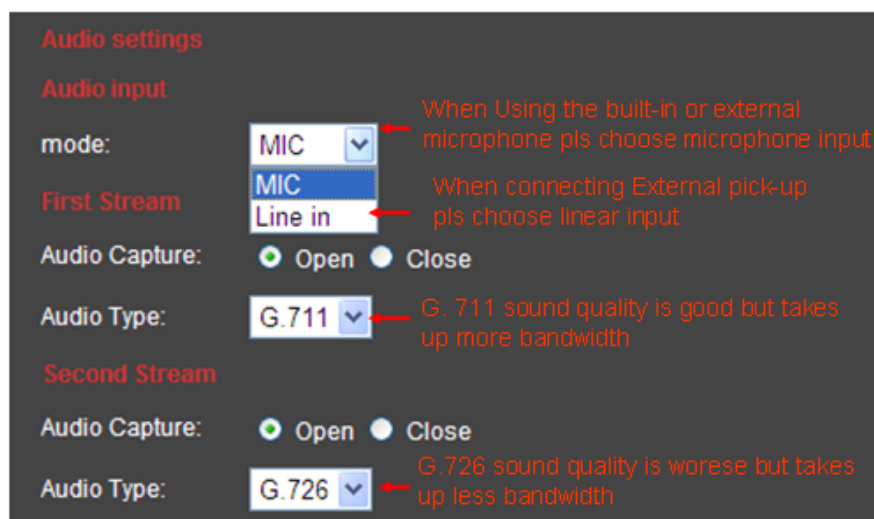 Audio settings
Audio input
When Using the built-in or external
mode: MIC microphone pls choose microphone input
MIC When connecting External pick-up
First Stream Line in pls choose linear input
Audio Capture: Open Close
Audio Type: G.711 G. 711 sound quality is good but takes
up more bandwidth
Second Stream
Audio Capture: Open Close
G.726 sound quality is worese but takes
Audio Type: G.726 up less bandwidth